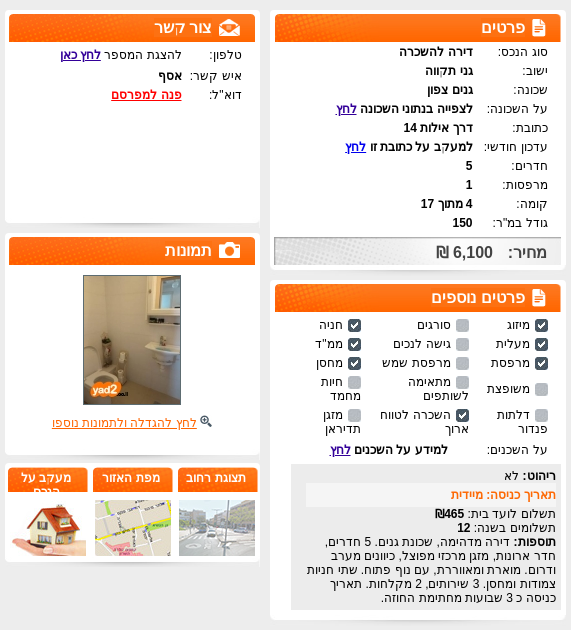 פרטים
סוג הנכס: דירה להשכרה
ישוב: גני תקווה
שכונה: גנים צפון
על השכונה: לצפייה בנתוני השכונה לחץ
כתובת: דרך אילות 14
עדכון חודשי: למעקב על כתובת זו לחץ
חדרים: 5
מרפסות: 1
קומה: 4 מתוך 17
גודל במ"ר: 150
מחיר: 6,100 ₪
פרטים נוספים
מיזוג סורגים חניה
מעלית גישה לנכים ממ"ד
מרפסת מרפסת שמש מחסן
משופצת מתאימה לשותפים חיות מחמד
דלתות פנדור השכרה לטווח ארוך מזגן תדיראן
על השכנים: למידע על השכנים לחץ
ריהוט: לא
תאריך כניסה: מיידית
תשלום לועד בית: 465₪
תשלומים בשנה: 12
תוספות: דירה מדהימה, שכונת גנים. 5 חדרים,
חדר ארונות, מזגן מרכזי מפוצל, כיוונים מערב
ודרום. מוארת ומאווררת, עם נוף פתוח. שתי חניות
צמודות ומחסן. 3 שירותים, 2 מקלחות. תאריך
כניסה כ 3 שבועות מחתימת החוזה.
צור קשר
טלפון: להצגת המספר לחץ כאן
איש קשר: אסף
דוא"ל: פנה למפרסם
תמונות
yad2
לחץ להגדלה ולתמונות נוספו
תצוגת רחוב
מפת האזור
מעקב על
הנכס